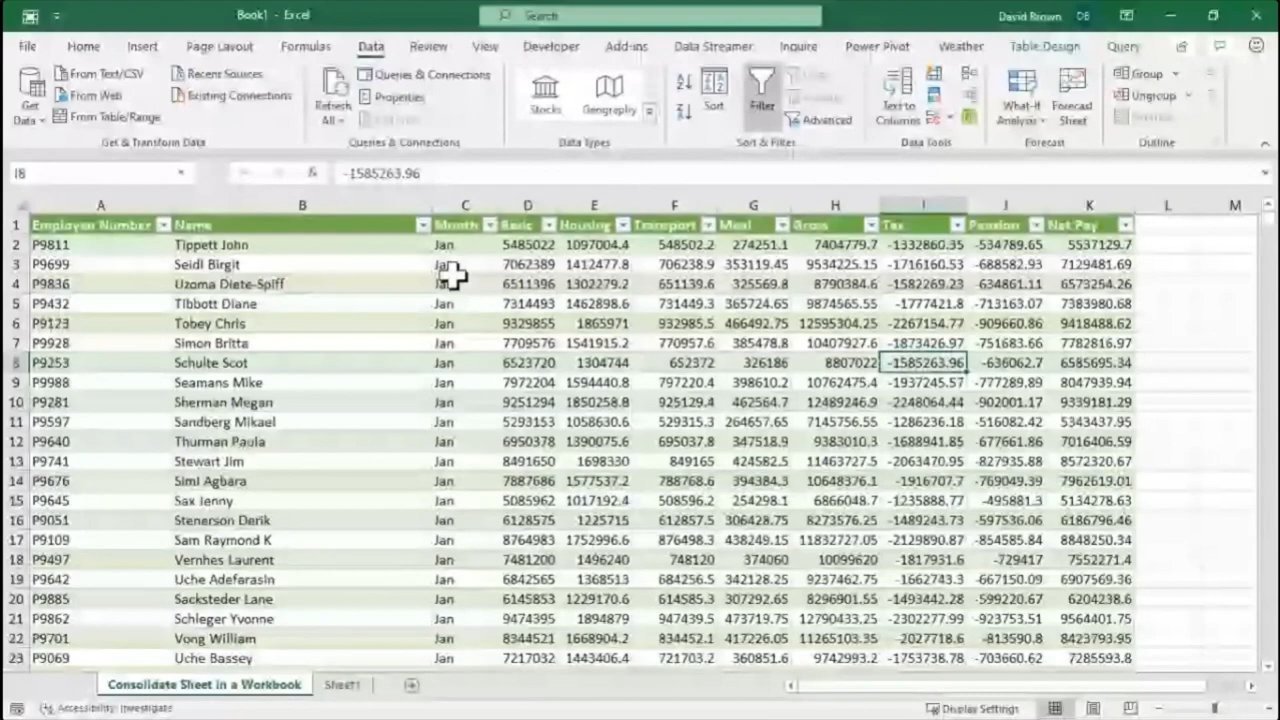 Book1 - Excel
Search
David Brown DB
File Home Insert Page Layout Formulas Data Review View Developer Add-ins Data Streamer Inquire Power Pivot Weather Table Design Query
Get Data
From Text/CSV
From Web
From Table/Range
Recent Sources
Existing Connections
Get & Transform Data
Refresh All
Queries & Connections
Properties
Queries & Connections
Stocks
Geography
Data Types
Sort
Filter
Advanced
Sort & Filter
Text to Columns
Data Tools
What-If Analysis
Forecast Sheet
Forecast
Group
Ungroup
Outline
I8 fx -1585263.96
A B C D E F G H I J K L M
1 Employee Number Name Month Basic Housing Transport Meal Gross Tax Pension Net Pay
2 P9811 Tippett John Jan 5485022 1097004.4 548502.2 274251.1 7404779.7 -1332860.35 -534789.65 5537129.7
3 P9699 Seidl Birgit Jan 7062389 1412477.8 706238.9 353119.45 9534225.15 -1716160.53 -688582.93 7129481.69
4 P9836 Uzoma Diete-Spiff Jan 6511396 1302279.2 651139.6 325569.8 8790384.6 -1582269.23 -634861.11 6573254.26
5 P9432 Tibbott Diane Jan 7314493 1462898.6 731449.3 365724.65 9874565.55 -1777421.8 -713163.07 7383980.68
6 P9123 Tobey Chris Jan 9329855 1865971 932985.5 466492.75 12595304.25 -2267154.77 -909660.86 9418488.62
7 P9928 Simon Britta Jan 7709576 1541915.2 770957.6 385478.8 10407927.6 -1873426.97 -751683.66 7782816.97
8 P9253 Schulte Scot Jan 6523720 1304744 652372 326186 8807022 -1585263.96 -636062.7 6585695.34
9 P9988 Seamans Mike Jan 7972204 1594440.8 797220.4 398610.2 10762475.4 -1937245.57 -777289.89 8047939.94
10 P9281 Sherman Megan Jan 9251294 1850258.8 925129.4 462564.7 12489246.9 -2248064.44 -902001.17 9339181.29
11 P9597 Sandberg Mikael Jan 5293153 1058630.6 529315.3 264657.65 7145756.55 -1286236.18 -516082.42 5343437.95
12 P9640 Thurman Paula Jan 6950378 1390075.6 695037.8 347518.9 9383010.3 -1688941.85 -677661.86 7016406.59
13 P9741 Stewart Jim Jan 8491650 1698330 849165 424582.5 11463727.5 -2063470.95 -827935.88 8572320.67
14 P9676 Simi Agbara Jan 7887686 1577537.2 788768.6 394384.3 10648376.1 -1916707.7 -769049.39 7962619.01
15 P9645 Sax Jenny Jan 5085962 1017192.4 508596.2 254298.1 6866048.7 -1235888.77 -495881.3 5134278.63
16 P9051 Stenerson Derik Jan 6128575 1225715 612857.5 306428.75 8273576.25 -1489243.73 -597536.06 6186796.46
17 P9109 Sam Raymond K Jan 8764983 1752996.6 876498.3 438249.15 11832727.05 -2129890.87 -854585.84 8848250.34
18 P9497 Vernhes Laurent Jan 7481200 1496240 748120 374060 10099620 -1817931.6 -729417 7552271.4
19 P9642 Uche Adefarasin Jan 6842565 1368513 684256.5 342128.25 9237462.75 -1662743.3 -667150.09 6907569.36
20 P9885 Sacksteder Lane Jan 6145853 1229170.6 614585.3 307292.65 8296901.55 -1493442.28 -599220.67 6204238.6
21 P9862 Schleger Yvonne Jan 9474395 1894879 947439.5 473719.75 12790433.25 -2302277.99 -923753.51 9564401.75
22 P9701 Vong William Jan 8344521 1668904.2 834452.1 417226.05 11265103.35 -2027718.6 -813590.8 8423793.95
23 P9069 Uche Bassey Jan 7217032 1443406.4 721703.2 360851.6 9742993.2 -1753738.78 -703660.62 7285593.8
Consolidate Sheet in a Workbook Sheet1
Accessibility: Investigate
Display Settings